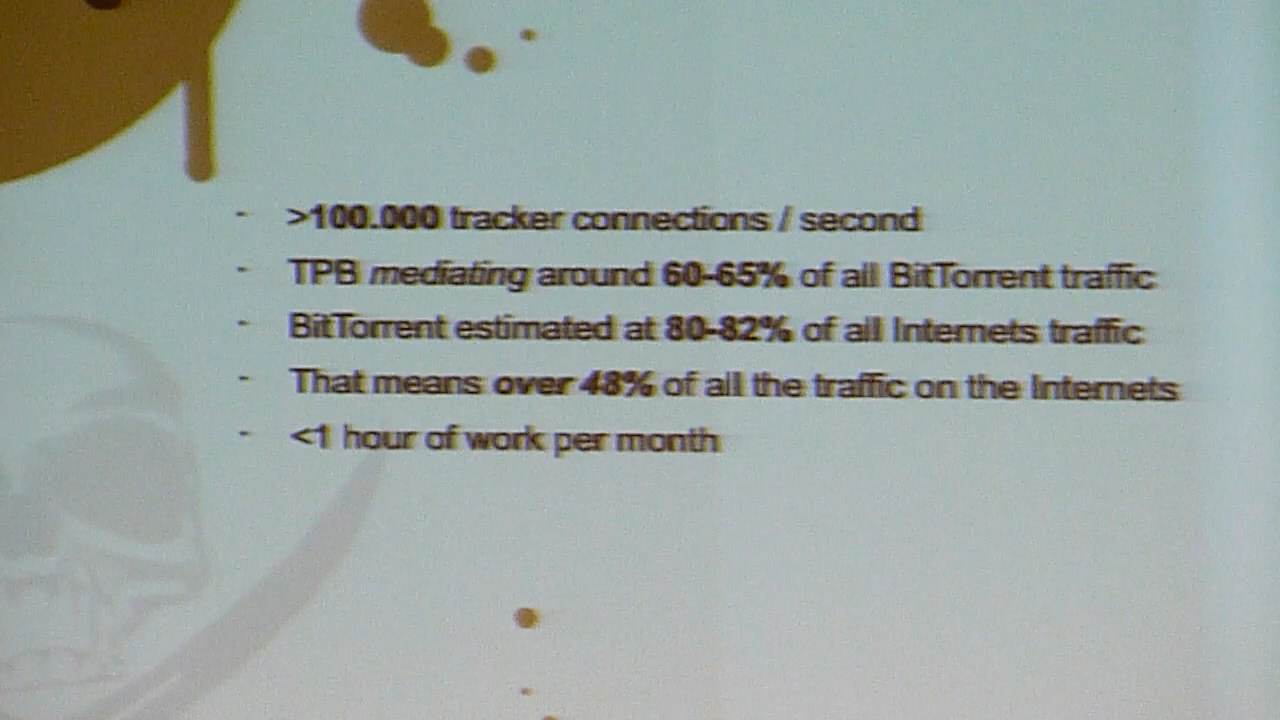 - >100.000 tracker connections / second
- TPB mediating around 60-65% of all BitTorrent traffic
- BitTorrent estimated at 80-82% of all Internets traffic
- That means over 48% of all the traffic on the Internets
- <1 hour of work per month